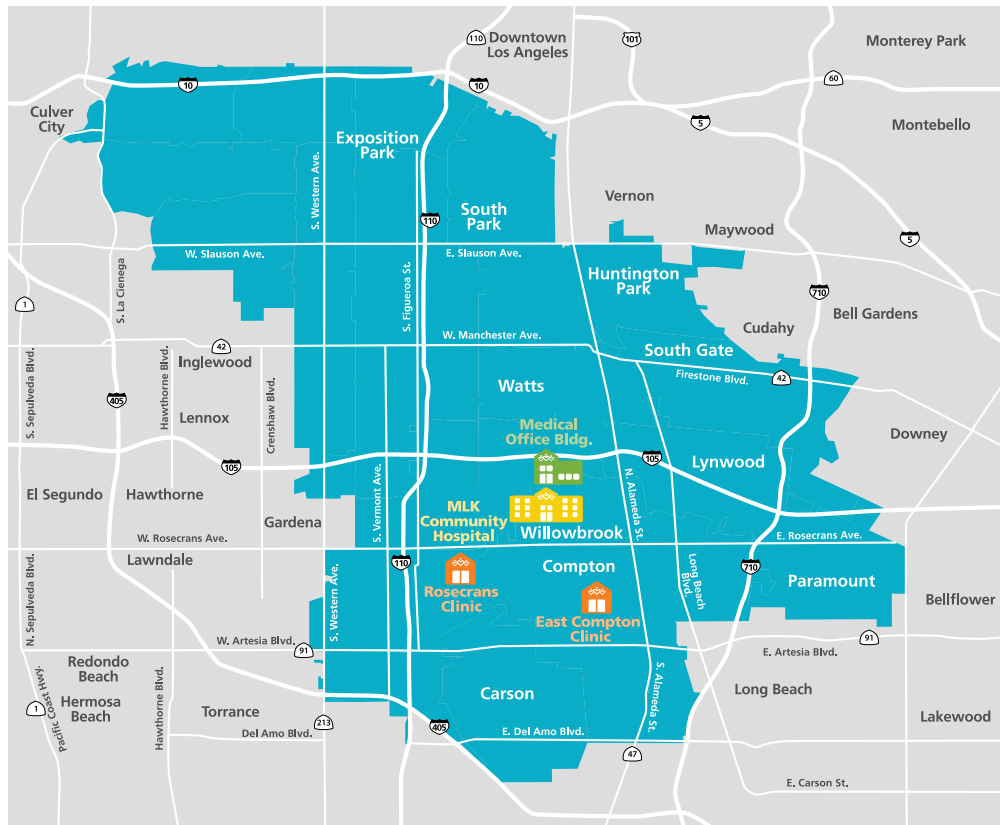 110
Downtown
Los Angeles
101
Monterey Park
10
10
60
Culver
City
5
Montebello
Exposition
Park
S. Western Ave.
Vernon
South
Park
110
Maywood
5
W. Slauson Ave.
E. Slauson Ave.
Huntington
Park
S. La Cienega
S. Figueroa St.
710
1
Bell Gardens
Cudahy
W. Manchester Ave.
42
Inglewood
South Gate
Firestone Blvd.
42
S. Sepulveda Blvd.
Hawthorne Blvd.
Crenshaw Blvd.
405
Watts
Lennox
Medical
Office Bldg.
Downey
105
105
Lynwood
El Segundo
Hawthorne
S. Vermont Ave.
N. Alameda St.
MLK
Community
Hospital
Gardena
Willowbrook
W. Rosecrans Ave.
E. Rosecrans Ave.
Lawndale
110
Compton
710
Paramount
Long Beach
Blvd.
Rosecrans
Clinic
N. Sepulveda Blvd.
S. Western Ave.
Bellflower
East Compton
Clinic
W. Artesia Blvd.
91
91
E. Artesia Blvd.
Redondo
Beach
Hermosa
Beach
1
Pacific Coast Hwy.
Hawthorne Blvd.
Carson
S. Alameda St.
Long Beach
Torrance
213
405
Lakewood
Del Amo Blvd.
E. Del Amo Blvd.
47
E. Carson St.